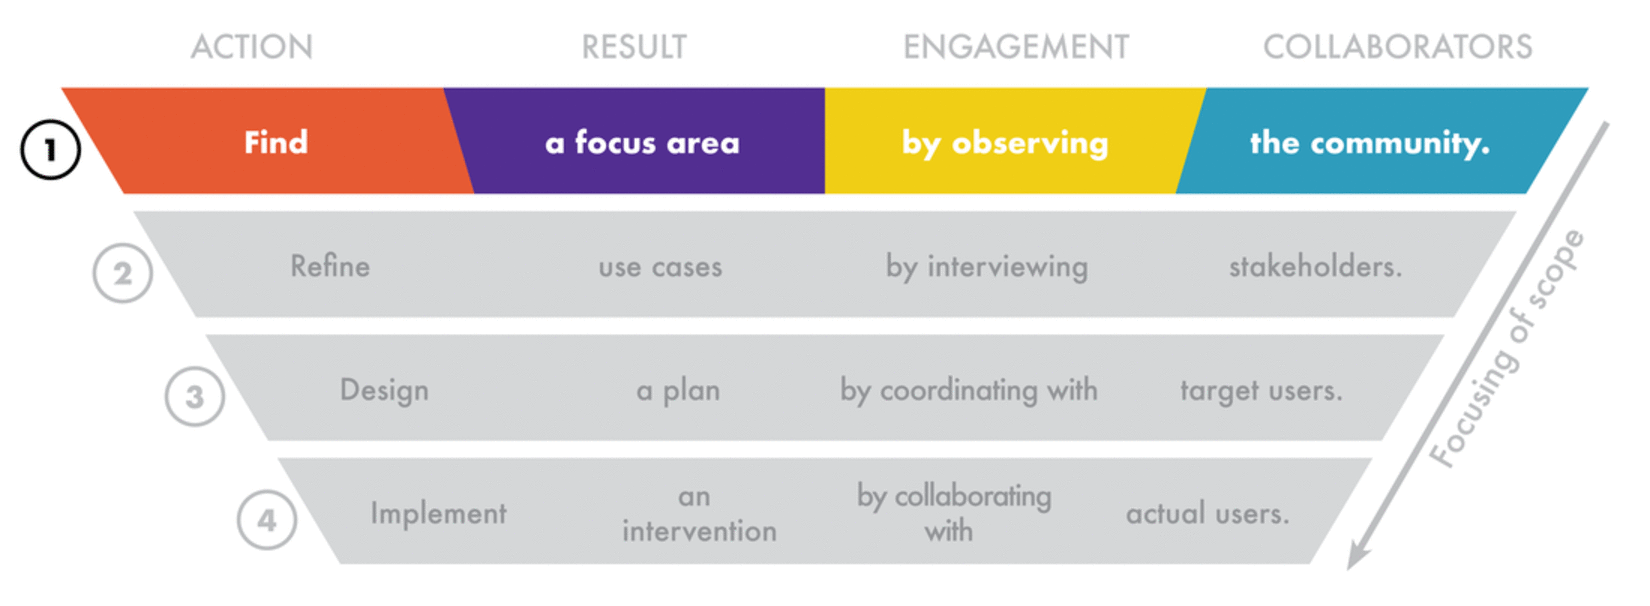 ACTION RESULT ENGAGEMENT COLLABORATORS
1 Find a focus area by observing the community.
2 Refine use cases by interviewing stakeholders.
3 Design a plan by coordinating with target users.
4 Implement an intervention by collaborating with actual users.
Focusing of scope